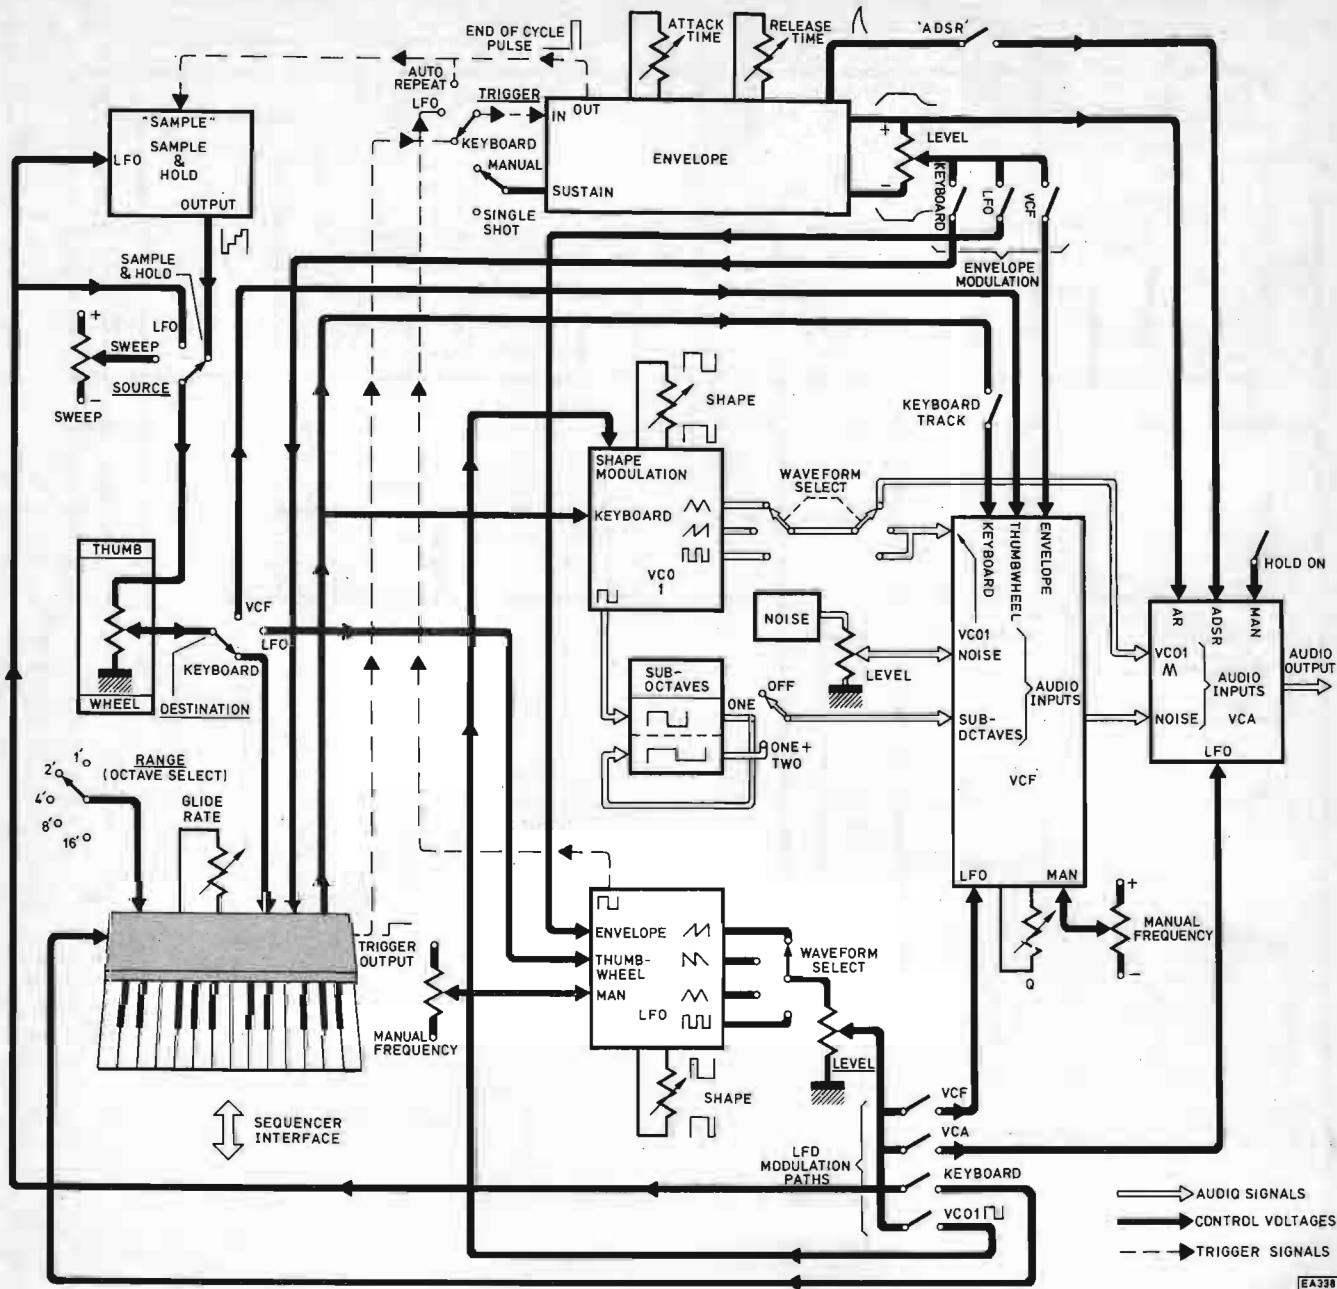 END OF CYCLE
PULSE
ATTACK
TIME
RELEASE
TIME
'ADSR'
AUTO
REPEAT
LFO
TRIGGER
IN
OUT
KEYBOARD
MANUAL
SUSTAIN
SINGLE
SHOT
ENVELOPE
+
LEVEL
-
KEYBOARD
LFO
VCF
ENVELOPE
MODULATION
"SAMPLE"
LFO
SAMPLE
&
HOLD
OUTPUT
SAMPLE
& HOLD
LFO
+
SWEEP
-
SWEEP
SOURCE
SHAPE
KEYBOARD
TRACK
SHAPE
MODULATION
KEYBOARD
VCO
1
WAVEFORM
SELECT
KEYBOARD
THUMBWHEEL
ENVELOPE
VCO1
NOISE
AUDIO
INPUTS
SUB-
OCTAVES
VCF
LFO
MAN
HOLD ON
AR
ADSR
MAN
VCO1
NOISE
AUDIO
INPUTS
VCA
LFO
AUDIO
OUTPUT
THUMB
WHEEL
VCF
LFO
KEYBOARD
DESTINATION
NOISE
LEVEL
SUB-
OCTAVES
ONE
OFF
ONE +
TWO
RANGE
(OCTAVE SELECT)
1'
2'
4'
8'
16'
GLIDE
RATE
TRIGGER
OUTPUT
MANUAL
FREQUENCY
ENVELOPE
THUMB-
WHEEL
MAN
LFO
WAVEFORM
SELECT
LEVEL
SHAPE
Q
+
MANUAL
FREQUENCY
-
SEQUENCER
INTERFACE
LFO
MODULATION
PATHS
VCF
VCA
KEYBOARD
VCO1
AUDIO SIGNALS
CONTROL VOLTAGES
TRIGGER SIGNALS
EA338